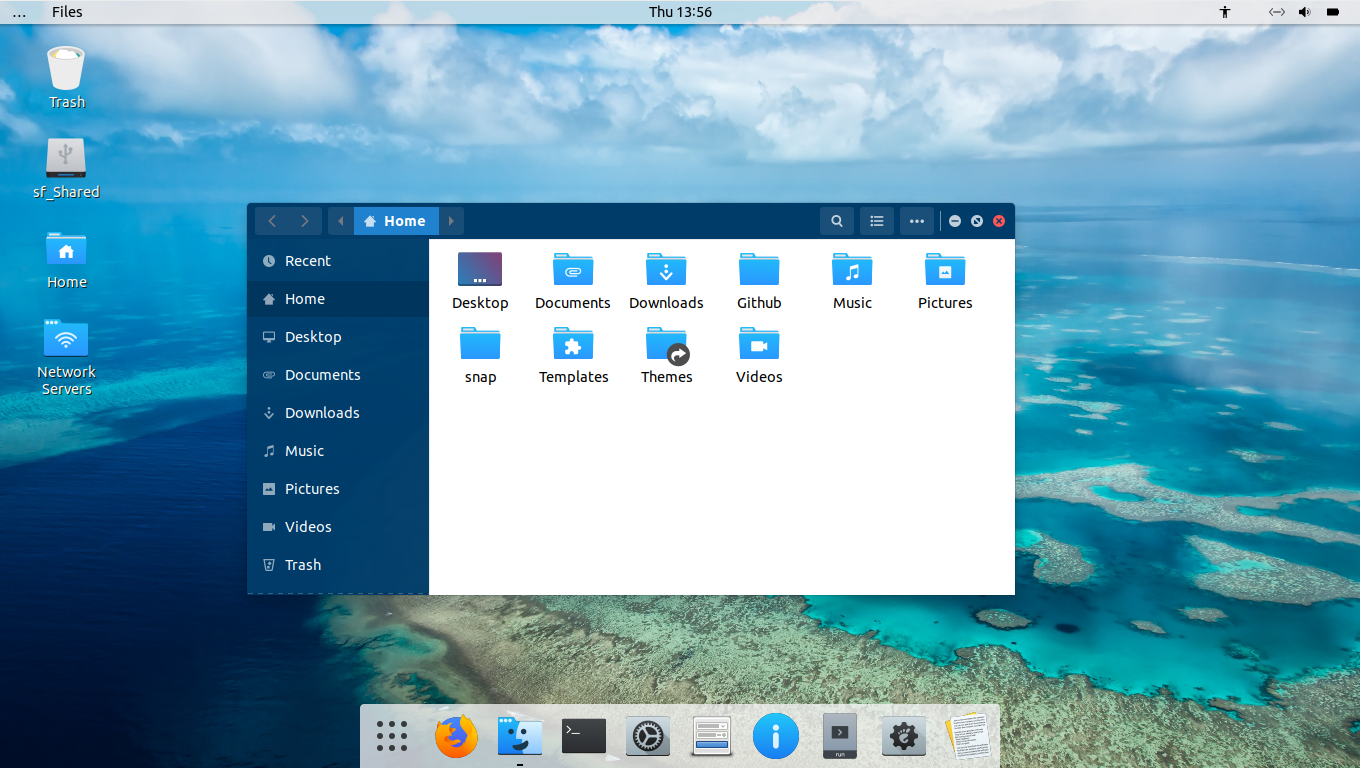 ... Files Thu 13:56
Trash
sf_Shared
Home
Network
Servers
Home
Recent
Home
Desktop
Documents
Downloads
Music
Pictures
Videos
Trash
Desktop Documents Downloads Github Music Pictures
snap Templates Themes Videos
>_
run